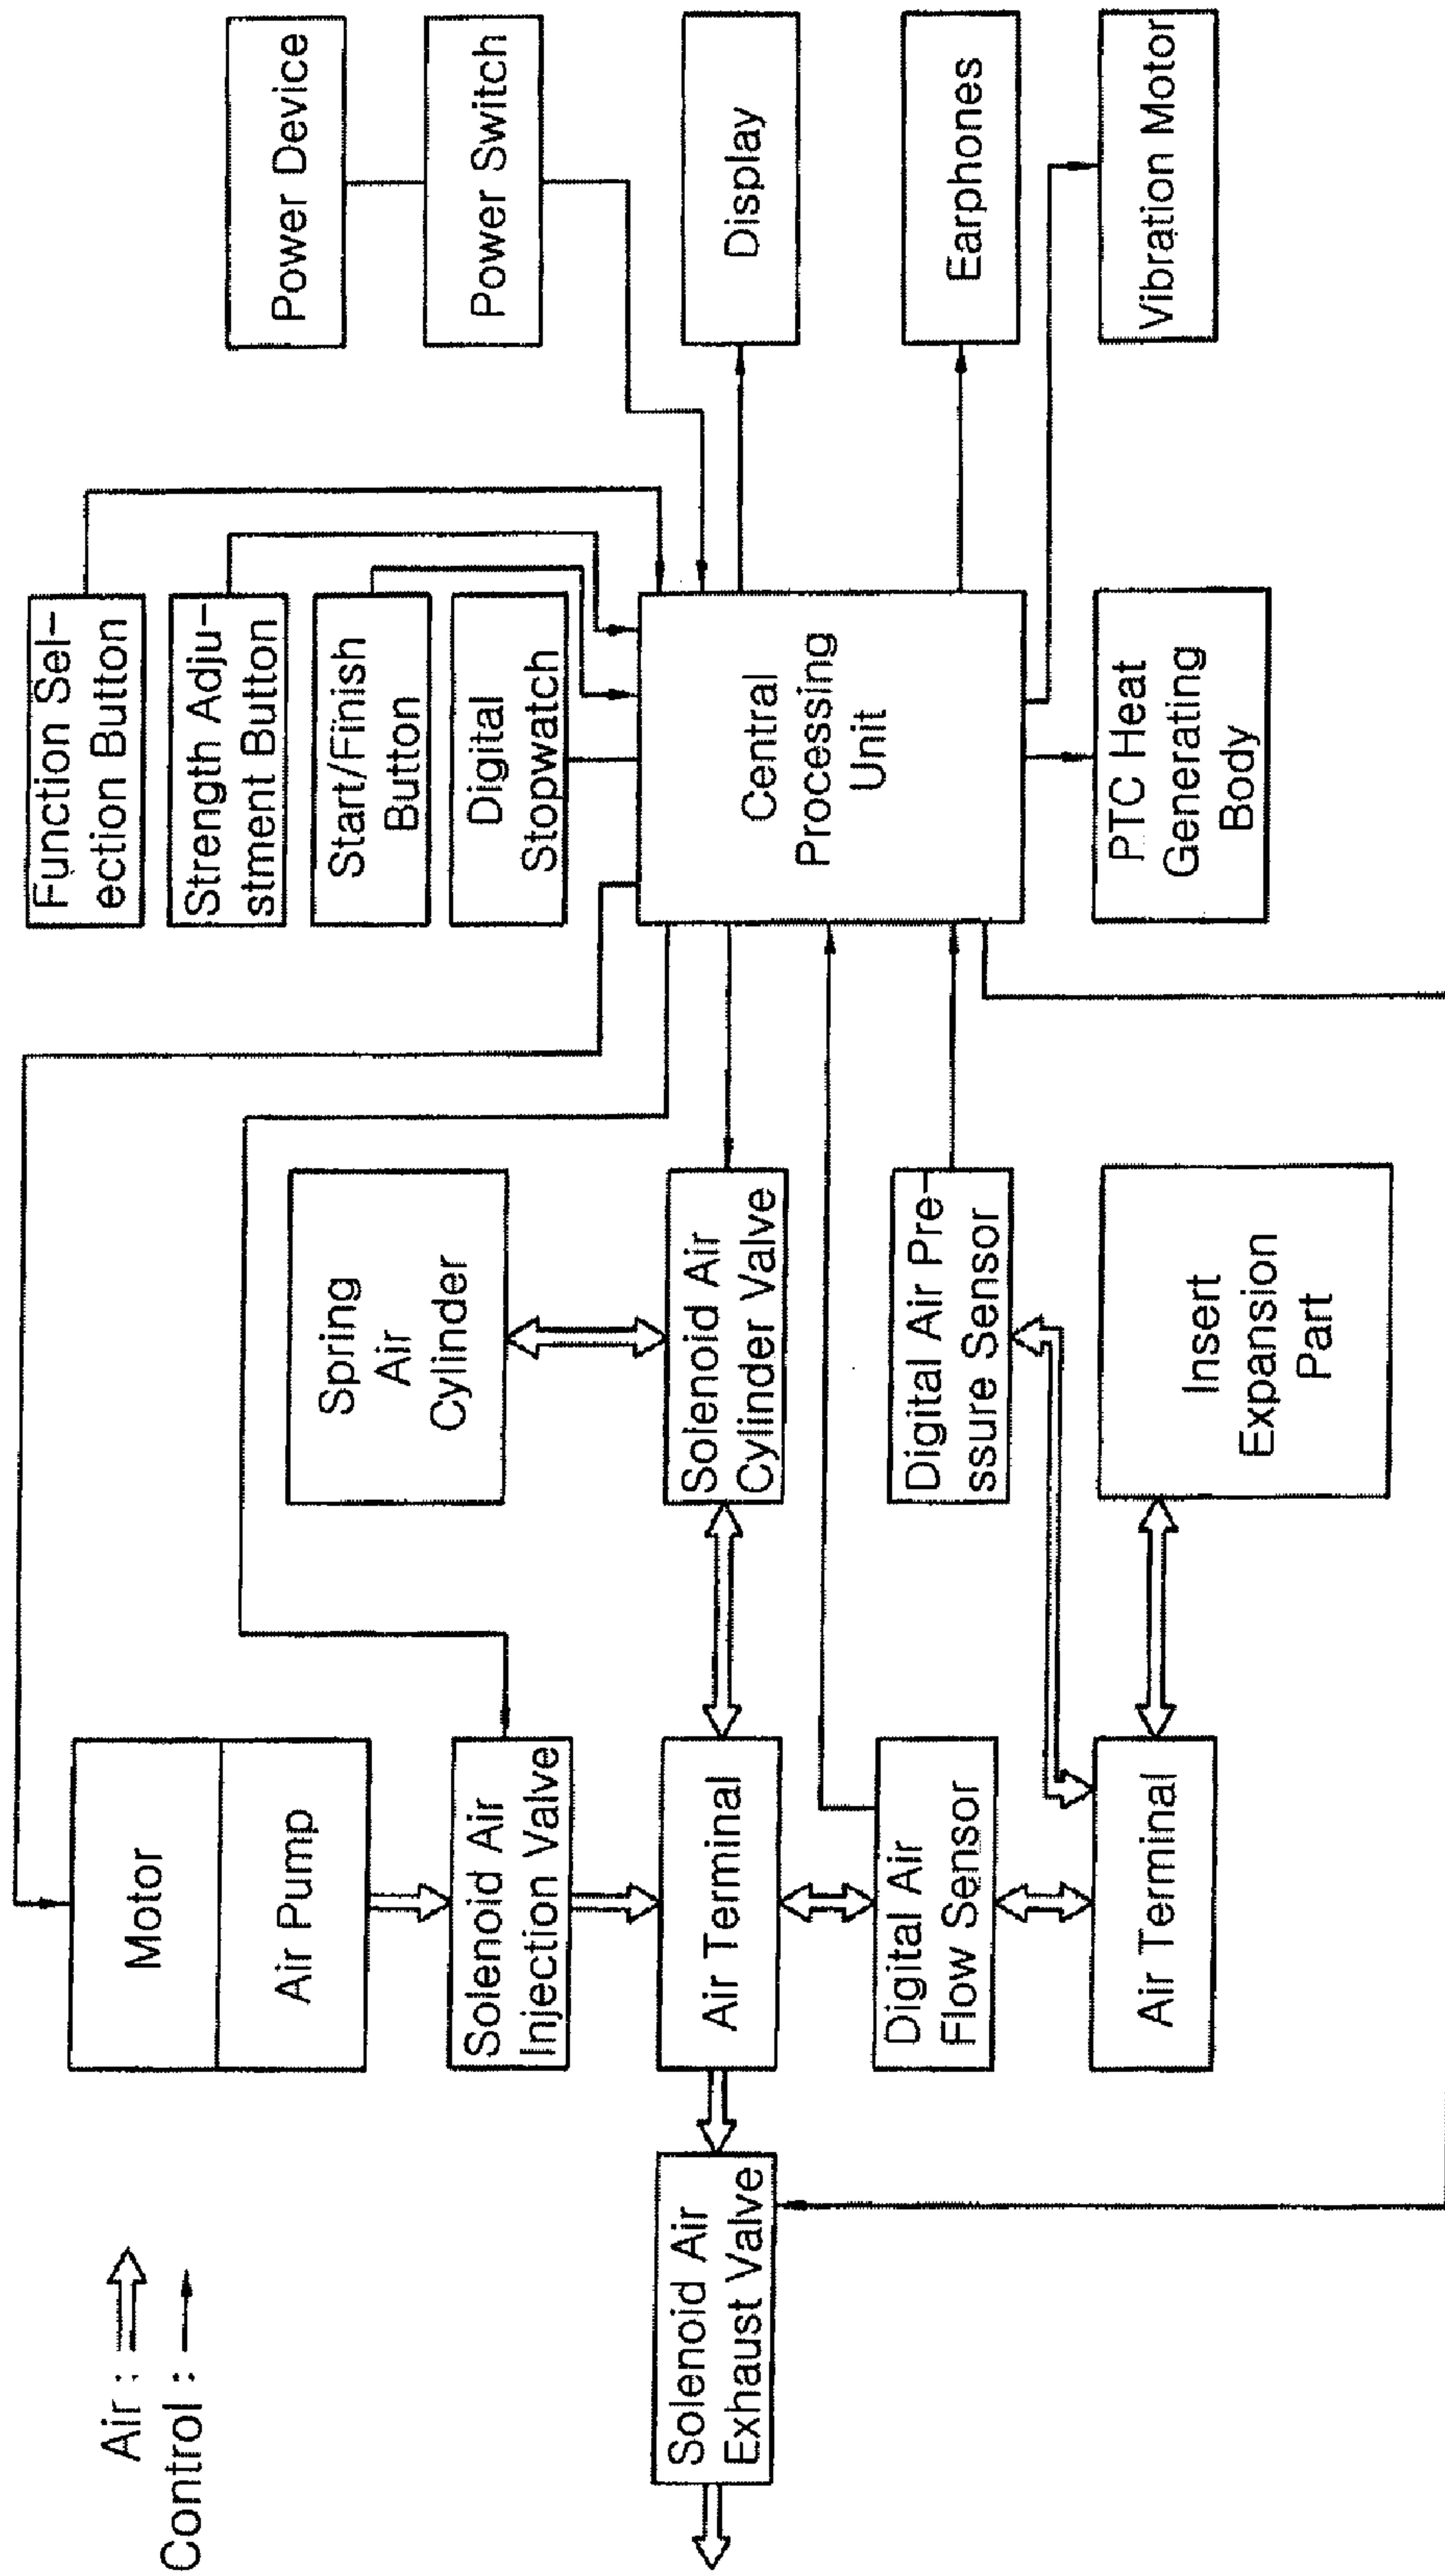 Air :
Control :
Motor
Air Pump
Solenoid Air
Injection Valve
Air Terminal
Digital Air
Flow Sensor
Air Terminal
Solenoid Air
Exhaust Valve
Spring
Air
Cylinder
Solenoid Air
Cylinder Valve
Digital Air Pre-
ssure Sensor
Insert
Expansion
Part
Function Sel-
ection Button
Strength Adju-
stment Button
Start/Finish
Button
Digital
Stopwatch
Central
Processing
Unit
PTC Heat
Generating
Body
Power Device
Power Switch
Display
Earphones
Vibration Motor